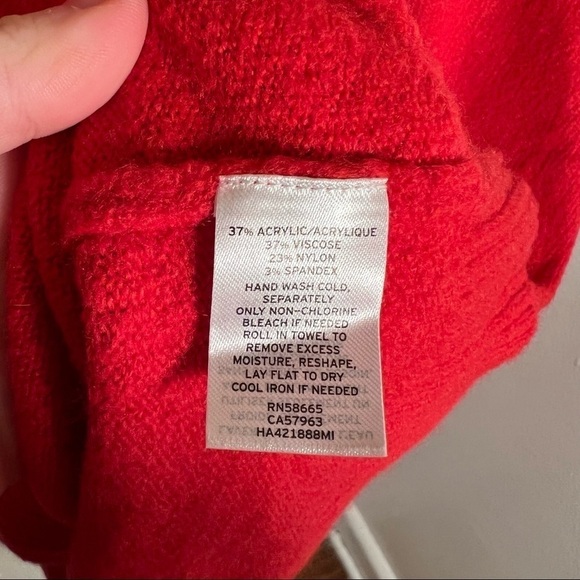 37% ACRYLIC/ACRYLIQUE
37% VISCOSE
23% NYLON
3% SPANDEX
HAND WASH COLD,
SEPARATELY
ONLY NON-CHLORINE
BLEACH IF NEEDED
ROLL IN TOWEL TO
REMOVE EXCESS
MOISTURE, RESHAPE,
LAY FLAT TO DRY
COOL IRON IF NEEDED
RN58665
CA57963
HA421888MI